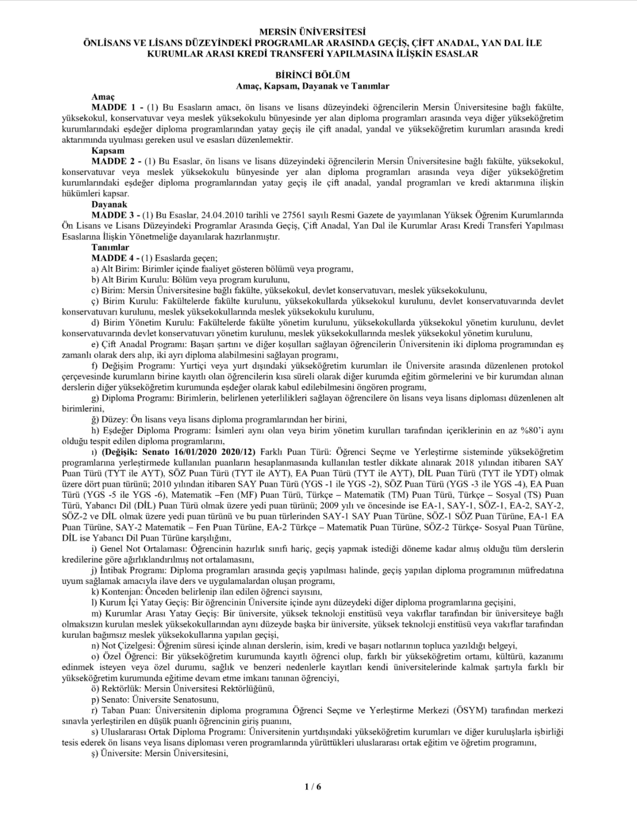 MERSİN ÜNİVERSİTESİ
ÖNLİSANS VE LİSANS DÜZEYİNDEKİ PROGRAMLAR ARASINDA GEÇİŞ, ÇİFT ANADAL, YAN DAL İLE
KURUMLAR ARASI KREDİ TRANSFERİ YAPILMASINA İLİŞKİN ESASLAR
BİRİNCİ BÖLÜM
Amaç, Kapsam, Dayanak ve Tanımlar
Amaç
MADDE 1 - (1) Bu Esasların amacı, ön lisans ve lisans düzeyindeki öğrencilerin Mersin Üniversitesine bağlı fakülte,
yüksekokul, konservatuvar veya meslek yüksekokulu bünyesinde yer alan diploma programları arasında veya diğer yükseköğretim
kurumlarındaki eşdeğer diploma programlarından yatay geçiş ile çift anadal, yandal ve yükseköğretim kurumları arasında kredi
aktarımında uyulması gereken usul ve esasları düzenlemektir.
Kapsam
MADDE 2 - (1) Bu Esaslar, ön lisans ve lisans düzeyindeki öğrencilerin Mersin Üniversitesine bağlı fakülte, yüksekokul,
konservatuvar veya meslek yüksekokulu bünyesinde yer alan diploma programları arasında veya diğer yükseköğretim
kurumlarındaki eşdeğer diploma programlarından yatay geçiş ile çift anadal, yandal programları ve kredi aktarımına ilişkin
hükümleri kapsar.
Dayanak
MADDE 3 - (1) Bu Esaslar, 24.04.2010 tarihli ve 27561 sayılı Resmi Gazete de yayımlanan Yüksek Öğrenim Kurumlarında
Ön Lisans ve Lisans Düzeyindeki Programlar Arasında Geçiş, Çift Anadal, Yan Dal ile Kurumlar Arası Kredi Transferi Yapılması
Esaslarına İlişkin Yönetmeliğe dayanılarak hazırlanmıştır.
Tanımlar
MADDE 4 - (1) Esaslarda geçen;
a) Alt Birim: Birimler içinde faaliyet gösteren bölümü veya programı,
b) Alt Birim Kurulu: Bölüm veya program kurulunu,
c) Birim: Mersin Üniversitesine bağlı fakülte, yüksekokul, devlet konservatuvarı, meslek yüksekokulunu,
ç) Birim Kurulu: Fakültelerde fakülte kurulunu, yüksekokullarda yüksekokul kurulunu, devlet konservatuvarında devlet
konservatuvarı kurulunu, meslek yüksekokullarında meslek yüksekokulu kurulunu,
d) Birim Yönetim Kurulu: Fakültelerde fakülte yönetim kurulunu, yüksekokullarda yüksekokul yönetim kurulunu, devlet
konservatuvarında devlet konservatuvarı yönetim kurulunu, meslek yüksekokullarında meslek yüksekokul yönetim kurulunu,
e) Çift Anadal Programı: Başarı şartını ve diğer koşulları sağlayan öğrencilerin Üniversitenin iki diploma programından eş
zamanlı olarak ders alıp, iki ayrı diploma alabilmesini sağlayan programı,
f) Değişim Programı: Yurtiçi veya yurt dışındaki yükseköğretim kurumları ile Üniversite arasında düzenlenen protokol
çerçevesinde kurumların birine kayıtlı olan öğrencilerin kısa süreli olarak diğer kurumda eğitim görmelerini ve bir kurumdan alınan
derslerin diğer yükseköğretim kurumunda eşdeğer olarak kabul edilebilmesini öngören programı,
g) Diploma Programı: Birimlerin, belirlenen yeterlilikleri sağlayan öğrencilere ön lisans veya lisans diploması düzenlenen alt
birimlerini,
ğ) Düzey: Ön lisans veya lisans diploma programlarından her birini,
h) Eşdeğer Diploma Programı: İsimleri aynı olan veya birim yönetim kurulları tarafından içeriklerinin en az %80'i aynı
olduğu tespit edilen diploma programlarını,
ı) (Değişik: Senato 16/01/2020 2020/12) Farklı Puan Türü: Öğrenci Seçme ve Yerleştirme sisteminde yükseköğretim
programlarına yerleştirmede kullanılan puanların hesaplanmasında kullanılan testler dikkate alınarak 2018 yılından itibaren SAY
Puan Türü (TYT ile AYT), SÖZ Puan Türü (TYT ile AYT), EA Puan Türü (TYT ile AYT), DİL Puan Türü (TYT ile YDT) olmak
üzere dört puan türünü; 2010 yılından itibaren SAY Puan Türü (YGS -1 ile YGS -2), SÖZ Puan Türü (YGS -3 ile YGS -4), EA Puan
Türü (YGS -5 ile YGS -6), Matematik –Fen (MF) Puan Türü, Türkçe – Matematik (TM) Puan Türü, Türkçe – Sosyal (TS) Puan
Türü, Yabancı Dil (DİL) Puan Türü olmak üzere yedi puan türünü; 2009 yılı ve öncesinde ise EA-1, SAY-1, SÖZ-1, EA-2, SAY-2,
SÖZ-2 ve DİL olmak üzere yedi puan türünü ve bu puan türlerinden SAY-1 SAY Puan Türüne, SÖZ-1 SÖZ Puan Türüne, EA-1 EA
Puan Türüne, SAY-2 Matematik – Fen Puan Türüne, EA-2 Türkçe – Matematik Puan Türüne, SÖZ-2 Türkçe- Sosyal Puan Türüne,
DİL ise Yabancı Dil Puan Türüne karşılığını,
i) Genel Not Ortalaması: Öğrencinin hazırlık sınıfı hariç, geçiş yapmak istediği döneme kadar almış olduğu tüm derslerin
kredilerine göre ağırlıklandırılmış not ortalamasını,
j) İntibak Programı: Diploma programları arasında geçiş yapılması halinde, geçiş yapılan diploma programının müfredatına
uyum sağlamak amacıyla ilave ders ve uygulamalardan oluşan programı,
k) Kontenjan: Önceden belirlenip ilan edilen öğrenci sayısını,
l) Kurum İçi Yatay Geçiş: Bir öğrencinin Üniversite içinde aynı düzeydeki diğer diploma programlarına geçişini,
m) Kurumlar Arası Yatay Geçiş: Bir üniversite, yüksek teknoloji enstitüsü veya vakıflar tarafından bir üniversiteye bağlı
olmaksızın kurulan meslek yüksekokullarından aynı düzeyde başka bir üniversite, yüksek teknoloji enstitüsü veya vakıflar tarafından
kurulan bağımsız meslek yüksekokullarına yapılan geçişi,
n) Not Çizelgesi: Öğrenim süresi içinde alınan derslerin, isim, kredi ve başarı notlarının topluca yazıldığı belgeyi,
o) Özel Öğrenci: Bir yükseköğretim kurumunda kayıtlı öğrenci olup, farklı bir yükseköğretim ortamı, kültürü, kazanımı
edinmek isteyen veya özel durumu, sağlık ve benzeri nedenlerle kayıtları kendi üniversitelerinde kalmak şartıyla farklı bir
yükseköğretim kurumunda eğitime devam etme imkanı tanınan öğrenciyi,
ö) Rektörlük: Mersin Üniversitesi Rektörlüğünü,
p) Senato: Üniversite Senatosunu,
r) Taban Puan: Üniversitenin diploma programına Öğrenci Seçme ve Yerleştirme Merkezi (ÖSYM) tarafından merkezi
sınavla yerleştirilen en düşük puanlı öğrencinin giriş puanını,
s) Uluslararası Ortak Diploma Programı: Üniversitenin yurtdışındaki yükseköğretim kurumları ve diğer kuruluşlarla işbirliği
tesis ederek ön lisans veya lisans diploması veren programlarında yürüttükleri uluslararası ortak eğitim ve öğretim programını,
ş) Üniversite: Mersin Üniversitesini,
1 / 6